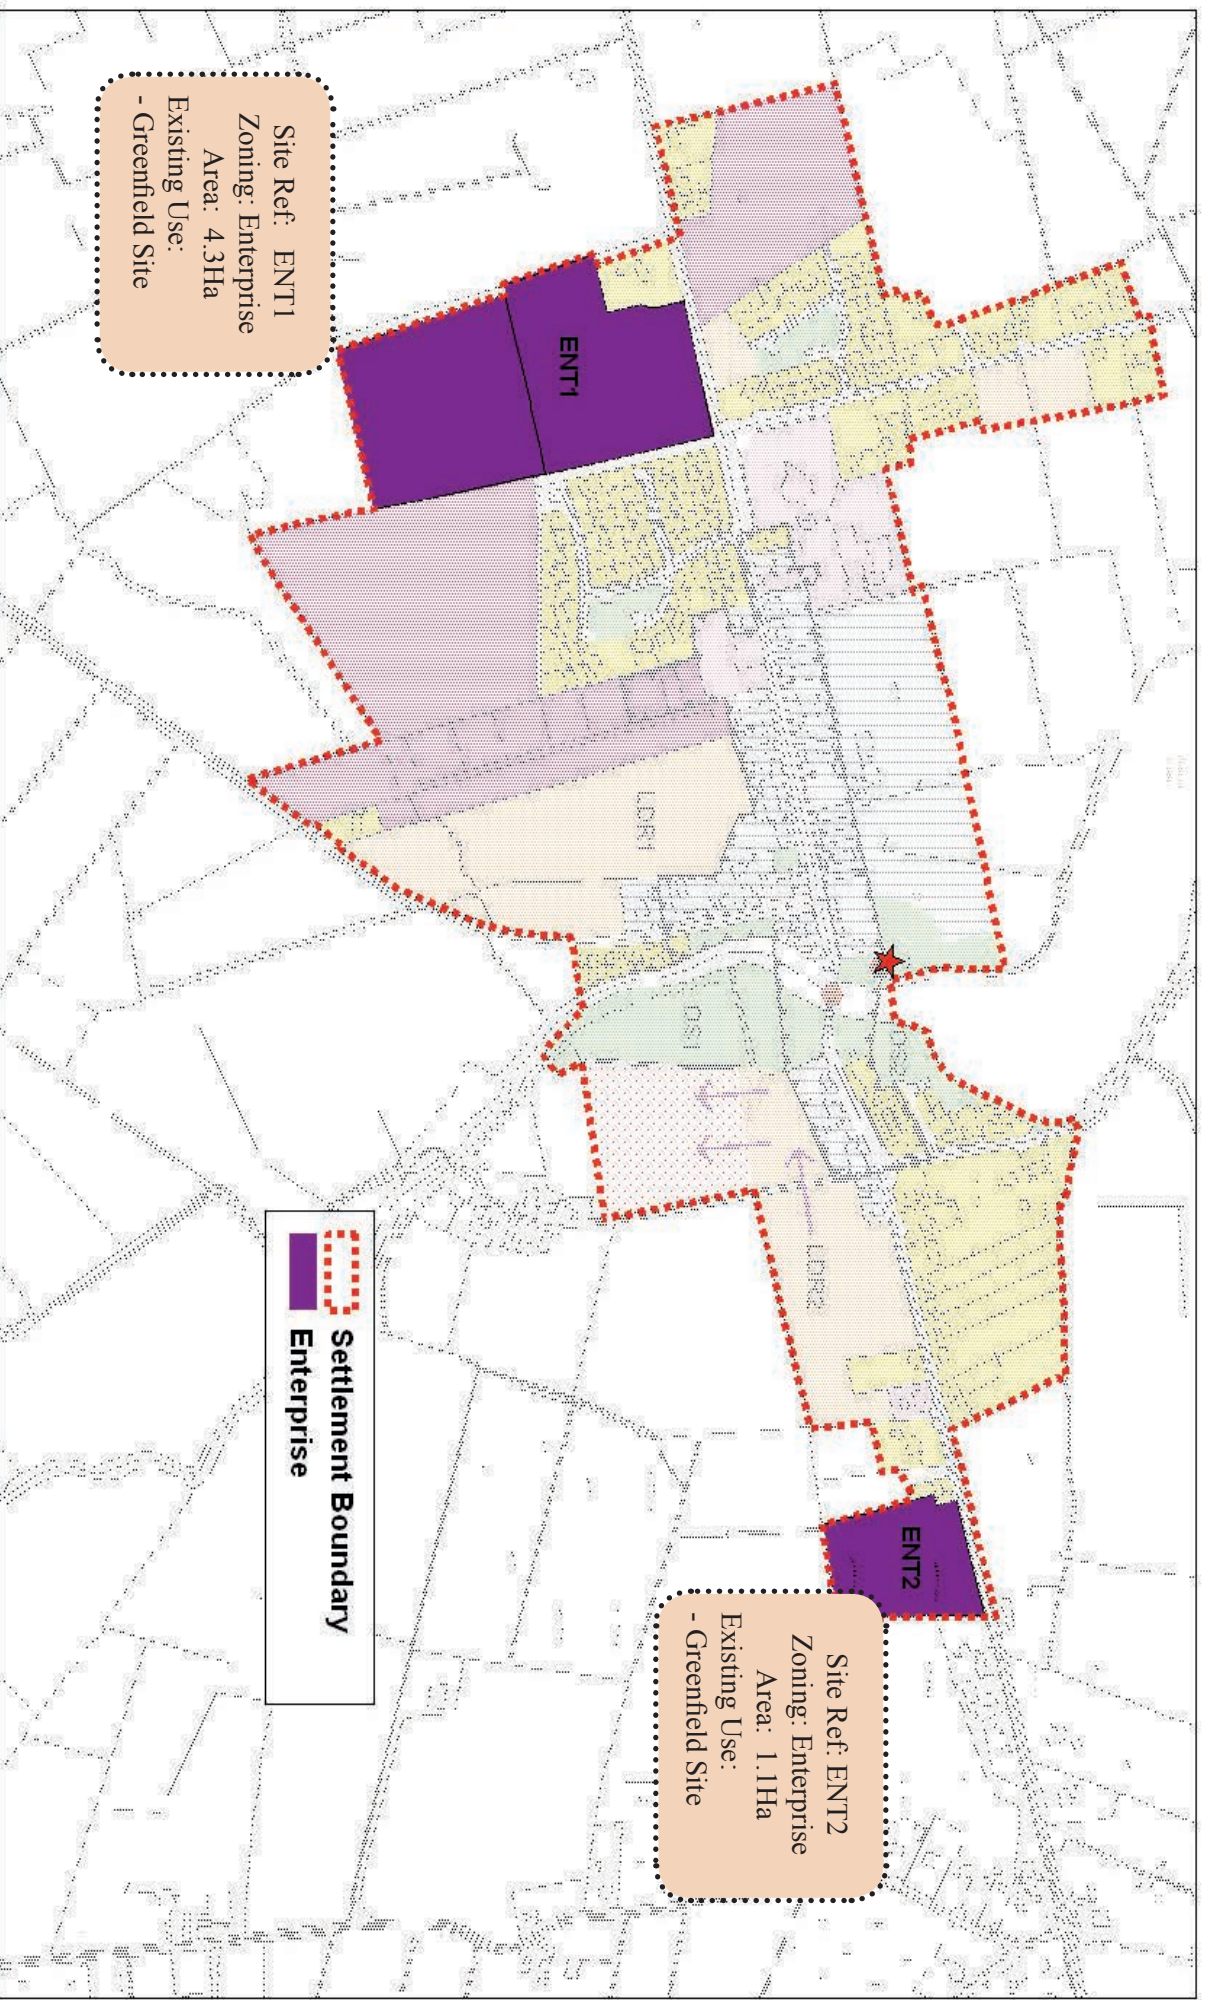 Site Ref:   ENT1
Zoning: Enterprise
Area:  4.3Ha
Existing Use:
- Greenfield Site
ENT1
LDR1
OS1
LDR2
ENT2
Site Ref: ENT2
Zoning: Enterprise
Area:  1.1Ha
Existing Use:
- Greenfield Site
Settlement Boundary
Enterprise